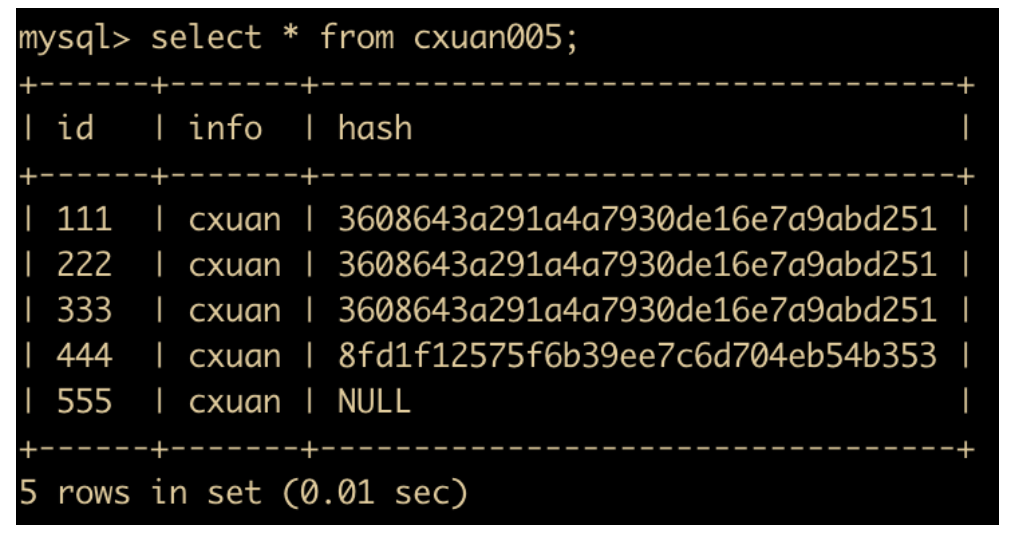 mysql> select * from cxuan005;
+------+-------+----------------------------------+
| id   | info  | hash                             |
+------+-------+----------------------------------+
| 111  | cxuan | 3608643a291a4a7930de16e7a9abd251 |
| 222  | cxuan | 3608643a291a4a7930de16e7a9abd251 |
| 333  | cxuan | 3608643a291a4a7930de16e7a9abd251 |
| 444  | cxuan | 8fd1f12575f6b39ee7c6d704eb54b353 |
| 555  | cxuan | NULL                             |
+------+-------+----------------------------------+
5 rows in set (0.01 sec)